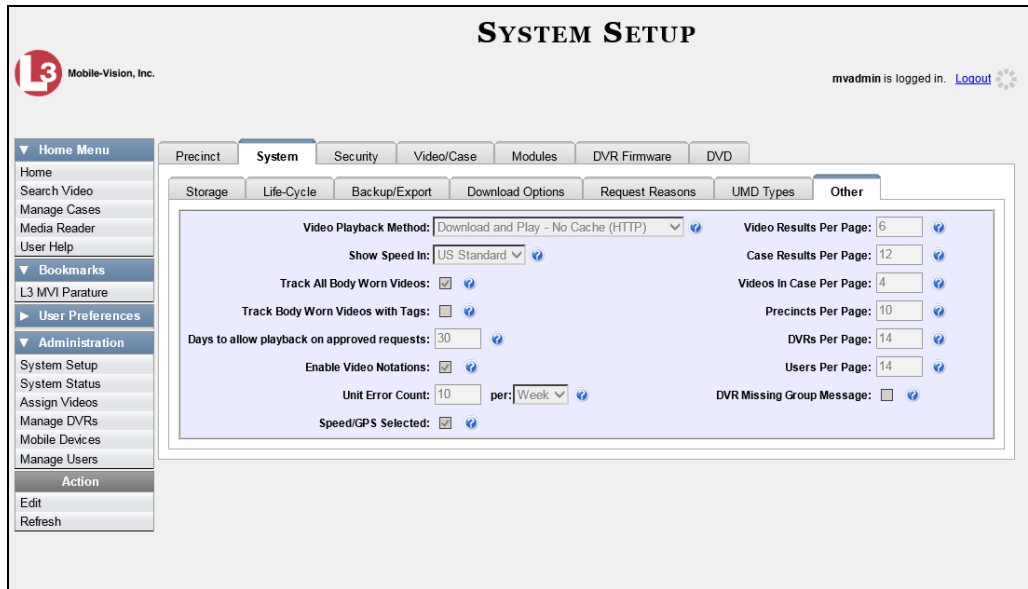 SYSTEM SETUP
L3 Mobile-Vision, Inc.
mvadmin is logged in. Logout
Home Menu
Home
Search Video
Manage Cases
Media Reader
User Help
Bookmarks
L3 MVI Parature
User Preferences
Administration
System Setup
System Status
Assign Videos
Manage DVRs
Mobile Devices
Manage Users
Action
Edit
Refresh
Precinct System Security Video/Case Modules DVR Firmware DVD
Storage Life-Cycle Backup/Export Download Options Request Reasons UMD Types Other
Video Playback Method: Download and Play - No Cache (HTTP) ?
Show Speed In: US Standard ?
Track All Body Worn Videos: ?
Track Body Worn Videos with Tags: ?
Days to allow playback on approved requests: 30 ?
Enable Video Notations: ?
Unit Error Count: 10 per: Week ?
Speed/GPS Selected: ?
Video Results Per Page: 6 ?
Case Results Per Page: 12 ?
Videos In Case Per Page: 4 ?
Precincts Per Page: 10 ?
DVRs Per Page: 14 ?
Users Per Page: 14 ?
DVR Missing Group Message: ?